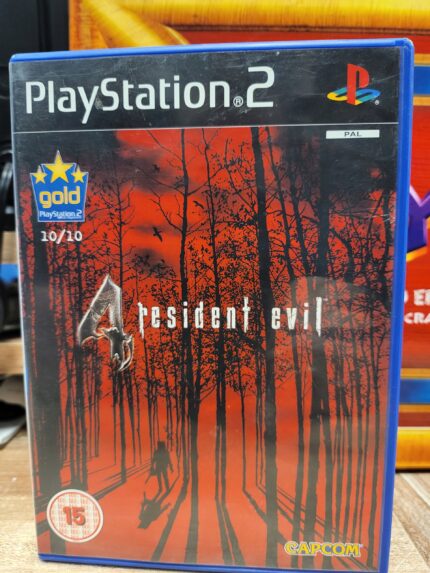 PlayStation®2
PAL
gold
PlayStation.2
10/10
4 resident evil
15
CAPCOM